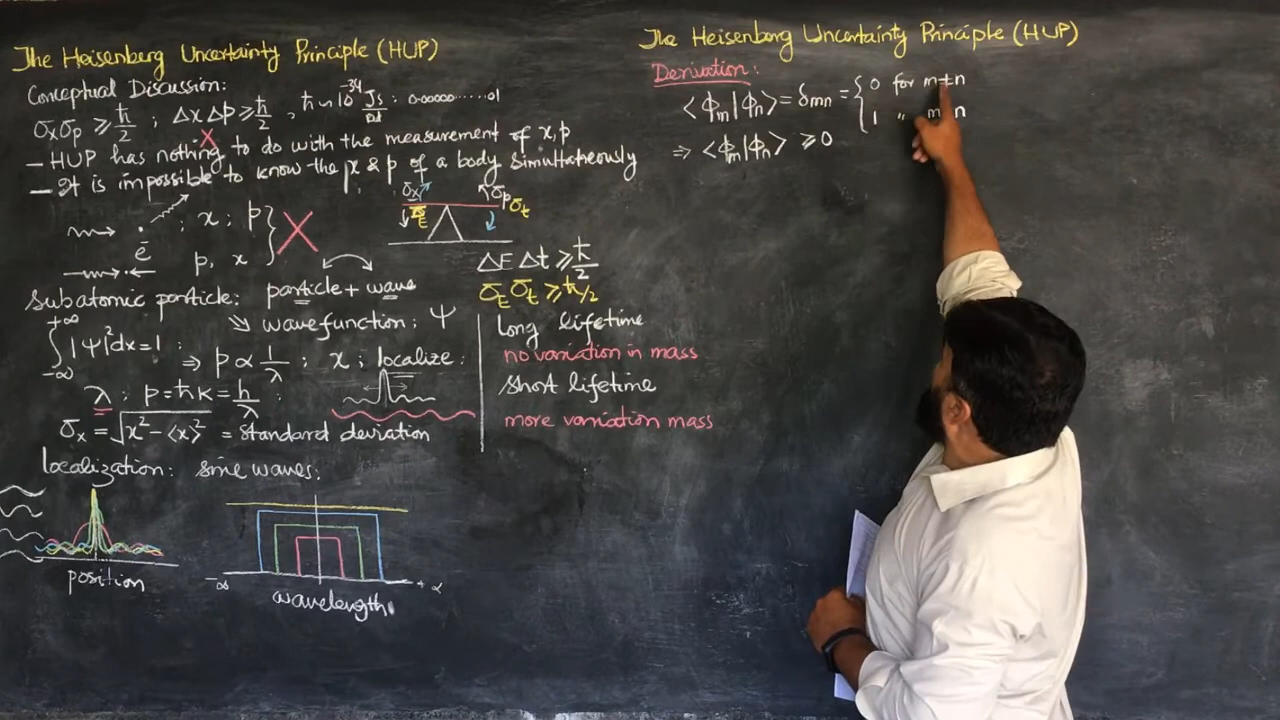 The Heisenberg Uncertainty Principle (HUP)
Conceptual Discussion:
σxσp ≥ ħ/2 ; Δx Δp ≥ ħ/2 , ħ ~ 10^-34 Js : 0.00000......01
- HUP has nothing to do with the measurement of x, p
- It is impossible to know the x & p of a body simultaneously
; x ; p
ē
p, x
σx σE σp σt
ΔE Δt ≥ ħ/2
σE σt ≥ ħ/2
Subatomic particle: particle + wave
⇒ wavefunction: Ψ
∫ -∞ +∞ |Ψ|² dx = 1 ; ⇒ p ∝ 1/λ ; x ; localize:
λ : p = ħk = h/λ :
σx = √x² - ⟨x⟩² = standard deviation
Long lifetime
no variation in mass
short lifetime
more variation mass
Localization: sine waves:
position
-∞ + ∞
wavelength
The Heisenberg Uncertainty Principle (HUP)
Derivation:
<ϕm|ϕn> = δmn = { 0 for m ≠ n
1 " m = n
⇒ <ϕm|ϕn> ≥ 0